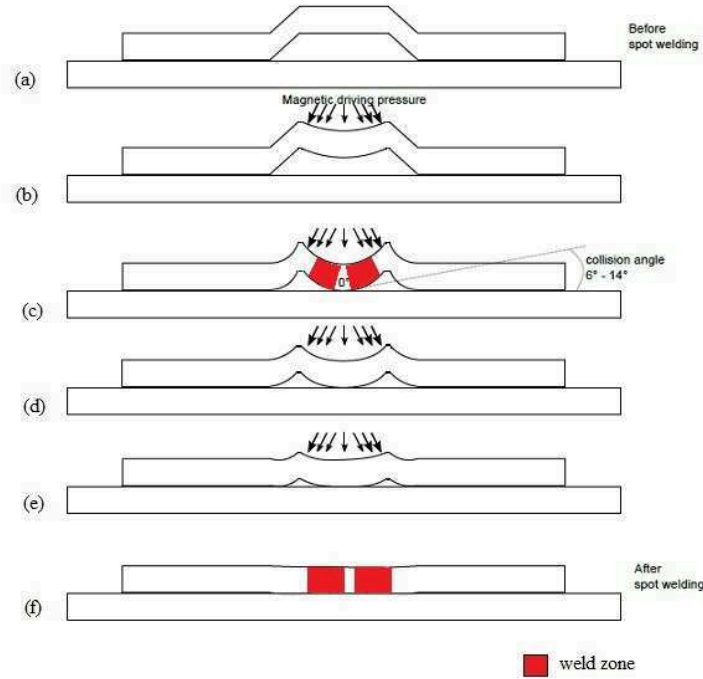 Before
spot welding
(a)
Magnetic driving pressure
(b)
collision angle
6° - 14°
0°
(c)
(d)
(e)
After
spot welding
(f)
weld zone